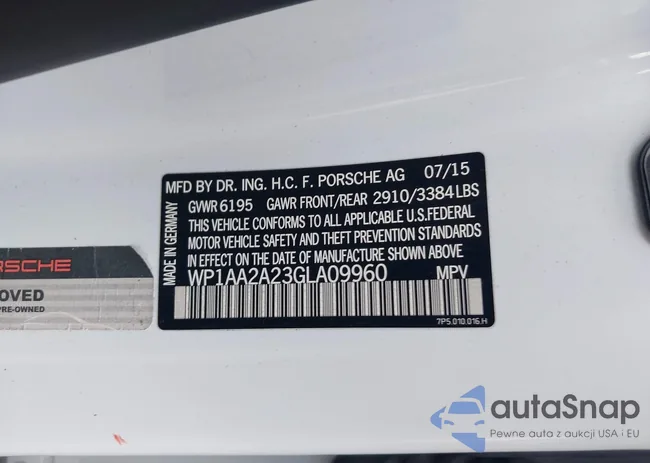 MFD BY DR. ING. H.C. F. PORSCHE AG 07/15
GVWR 6195 GAWR FRONT/REAR 2910/3384 LBS
THIS VEHICLE CONFORMS TO ALL APPLICABLE U.S.FEDERAL
MOTOR VEHICLE SAFETY AND THEFT PREVENTION STANDARDS
IN EFFECT ON THE DATE OF MANUFACTURE SHOWN ABOVE
WP1AA2A23GLA09960 MPV
7P5.010.016.H
MADE IN GERMANY
RSCHE
OVED
PRE-OWNED
autoSnap
Pewne auta z aukcji USA i EU